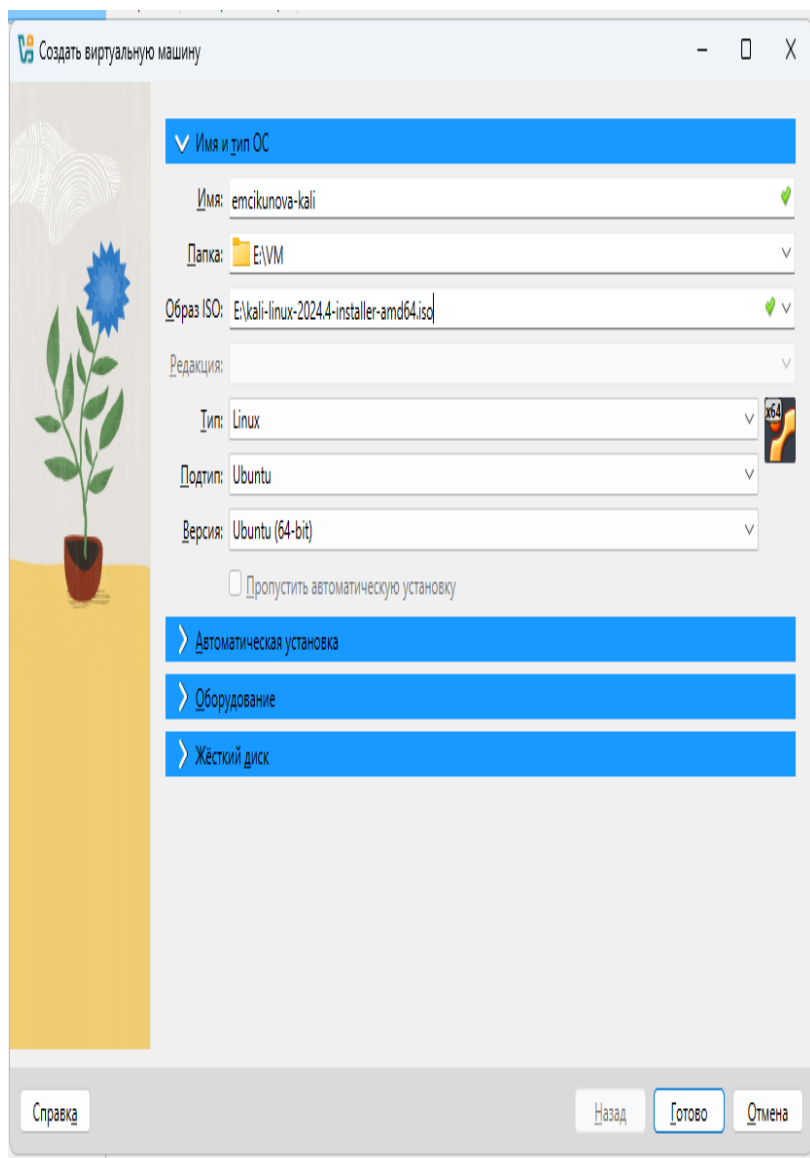 Создать виртуальную машину
Имя и тип ОС
Имя: emcikunova-kali
Папка: E:\VM
Образ ISO: E:\kali-linux-2024.4-installer-amd64.iso
Редакция:
Тип: Linux
x64
Подтип: Ubuntu
Версия: Ubuntu (64-bit)
Пропустить автоматическую установку
Автоматическая установка
Оборудование
Жёсткий диск
Справка Назад Готово Отмена